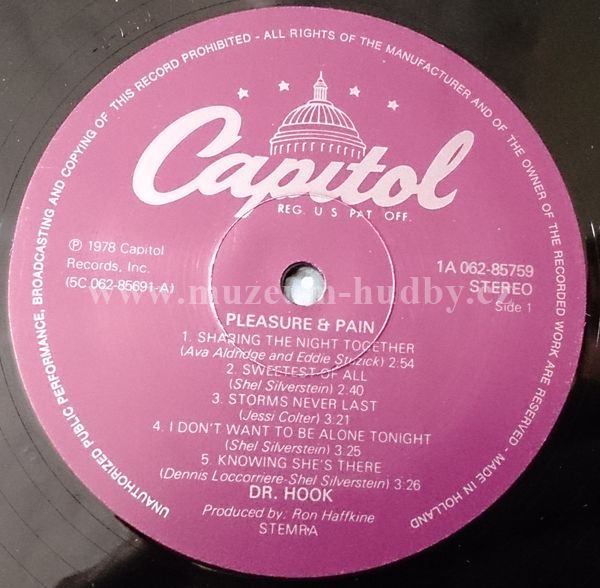 UNAUTHORIZED PUBLIC PERFORMANCE, BROADCASTING AND COPYING OF THIS RECORD PROHIBITED - ALL RIGHTS OF THE MANUFACTURER AND OF THE OWNER OF THE RECORDED WORK ARE RESERVED - MADE IN HOLLAND
Capitol
REG. U.S. PAT. OFF.
℗ 1978 Capitol
Records, Inc.
(5C 062-85691-A)
1A 062-85759
STEREO
Side 1
www.muzeum-hudby.cz
PLEASURE & PAIN
1. SHARING THE NIGHT TOGETHER
(Ava Aldridge and Eddie Struzick) 2:54
2. SWEETEST OF ALL
(Shel Silverstein) 2:40
3. STORMS NEVER LAST
(Jessi Colter) 3:21
4. I DON'T WANT TO BE ALONE TONIGHT
(Shel Silverstein) 3:25
5. KNOWING SHE'S THERE
(Dennis Loccorriere-Shel Silverstein) 3:26
DR. HOOK
Produced by: Ron Haffkine
STEMRA